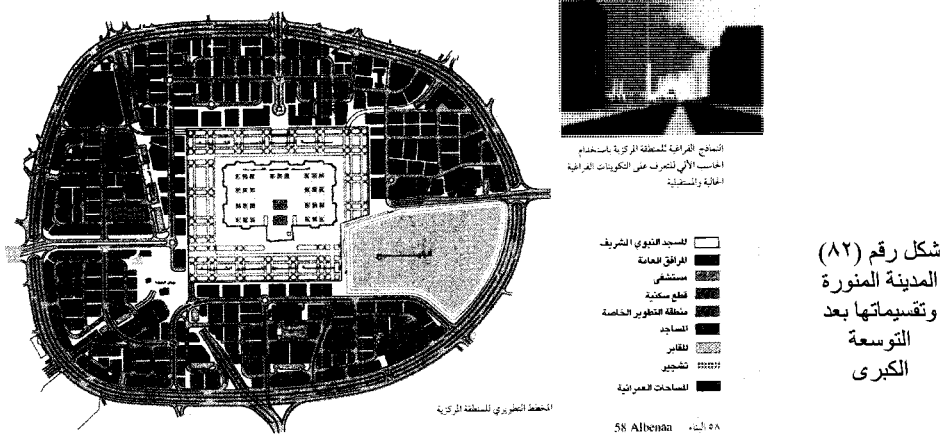 النماذج الفراغية للمنطقة المركزية باستخدام
الحاسب الآلي للتعرف على التكوينات الفراغية
الحالية والمستقبلية
المسجد النبوي الشريف
المرافق العامة
مستشفى
قطع سكنية
منطقة التطوير الخاصة
المساجد
المقابر
تشجير
المساحات العمرانية
شكل رقم (٨٢)
المدينة المنورة
وتقسيماتها بعد
التوسعة
الكبرى
المخطط التطويري للمنطقة المركزية
٥٨ البناء 58 Albenaa